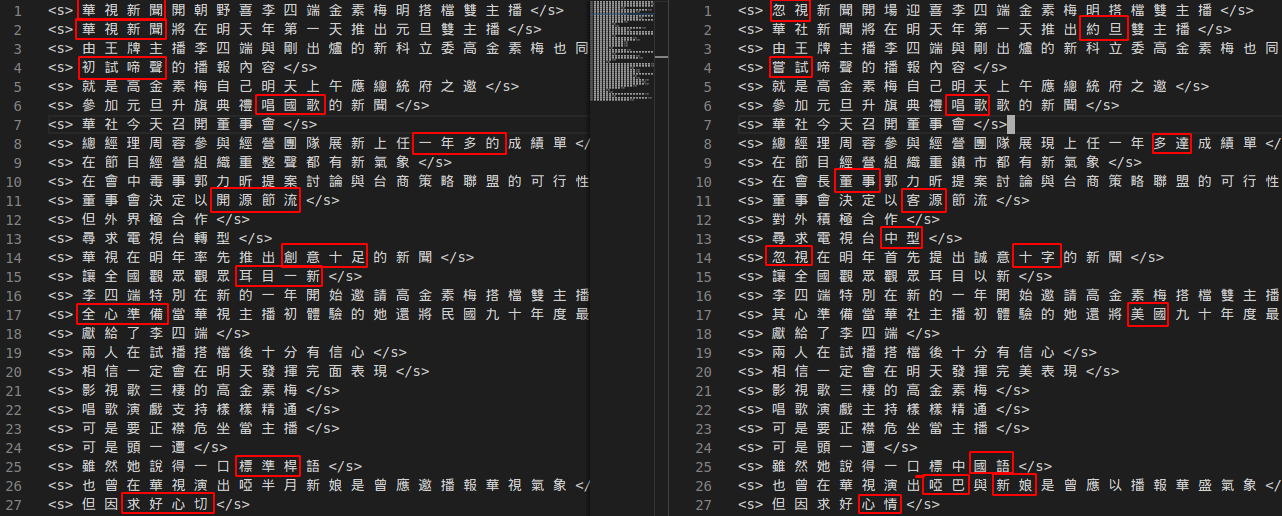 1 <s> 華 視 新 聞 開 朝 野 喜 李 四 端 金 素 梅 明 搭 檔 雙 主 播 </s>
2 <s> 華 視 新 聞 將 在 明 天 年 第 一 天 推 出 元 旦 雙 主 播 </s>
3 <s> 由 王 牌 主 播 李 四 端 與 剛 出 爐 的 新 科 立 委 高 金 素 梅 也 同
4 <s> 初 試 啼 聲 的 播 報 內 容 </s>
5 <s> 就 是 高 金 素 梅 自 己 明 天 上 午 應 總 統 府 之 邀 </s>
6 <s> 參 加 元 旦 升 旗 典 禮 唱 國 歌 的 新 聞 </s>
7 <s> 華 社 今 天 召 開 董 事 會 </s>
8 <s> 總 經 理 周 容 參 與 經 營 團 隊 展 新 上 任 一 年 多 的 成 績 單 </
9 <s> 在 節 目 經 營 組 織 重 整 聲 都 有 新 氣 象 </s>
10 <s> 在 會 中 毒 事 郭 力 昕 提 案 討 論 與 台 商 策 略 聯 盟 的 可 行 性
11 <s> 董 事 會 決 定 以 開 源 節 流 </s>
12 <s> 但 外 界 極 合 作 </s>
13 <s> 尋 求 電 視 台 轉 型 </s>
14 <s> 華 視 在 明 年 率 先 推 出 創 意 十 足 的 新 聞 </s>
15 <s> 讓 全 國 觀 眾 觀 眾 耳 目 一 新 </s>
16 <s> 李 四 端 特 別 在 新 的 一 年 開 始 邀 請 高 金 素 梅 搭 檔 雙 主 播
17 <s> 全 心 準 備 當 華 視 主 播 初 體 驗 的 她 還 將 民 國 九 十 年 度 最
18 <s> 獻 給 了 李 四 端 </s>
19 <s> 兩 人 在 試 播 搭 檔 後 十 分 有 信 心 </s>
20 <s> 相 信 一 定 會 在 明 天 發 揮 完 面 表 現 </s>
21 <s> 影 視 歌 三 棲 的 高 金 素 梅 </s>
22 <s> 唱 歌 演 戲 支 持 樣 樣 精 通 </s>
23 <s> 可 是 要 正 襟 危 坐 當 主 播 </s>
24 <s> 可 是 頭 一 遭 </s>
25 <s> 雖 然 她 說 得 一 口 標 準 桿 語 </s>
26 <s> 曾 在 華 視 演 出 啞 半 月 新 娘 是 曾 應 邀 播 報 華 視 氣 象 </
27 <s> 但 因 求 好 心 切 </s>
1 <s> 忽 視 新 聞 開 場 迎 喜 李 四 端 金 素 梅 明 搭 檔 雙 主 播 </s>
2 <s> 華 社 新 聞 將 在 明 天 年 第 一 天 推 出 約 旦 雙 主 播 </s>
3 <s> 由 王 牌 主 播 李 四 端 與 剛 出 爐 的 新 科 立 委 高 金 素 梅 也 同
4 <s> 嘗 試 啼 聲 的 播 報 內 容 </s>
5 <s> 就 是 高 金 素 梅 自 己 明 天 上 午 應 總 統 府 之 邀 </s>
6 <s> 參 加 元 旦 升 旗 典 禮 唱 歌 歌 的 新 聞 </s>
7 <s> 華 社 今 天 召 開 董 事 會 </s>
8 <s> 總 經 理 周 容 參 與 經 營 團 隊 展 現 上 任 一 年 多 達 成 績 單 </
9 <s> 在 節 目 經 營 組 織 重 鎮 市 都 有 新 氣 象 </s>
10 <s> 在 會 長 董 事 郭 力 昕 提 案 討 論 與 台 商 策 略 聯 盟 的 可 行 性
11 <s> 董 事 會 決 定 以 客 源 節 流 </s>
12 <s> 對 外 積 極 合 作 </s>
13 <s> 尋 求 電 視 台 中 型 </s>
14 <s> 忽 視 在 明 年 首 先 提 出 誠 意 十 字 的 新 聞 </s>
15 <s> 讓 全 國 觀 眾 觀 眾 耳 目 以 新 </s>
16 <s> 李 四 端 特 別 在 新 的 一 年 開 始 邀 請 高 金 素 梅 搭 檔 雙 主 播
17 <s> 其 心 準 備 當 華 社 主 播 初 體 驗 的 她 還 將 美 國 九 十 年 度 最
18 <s> 獻 給 了 李 四 端 </s>
19 <s> 兩 人 在 試 播 搭 檔 後 十 分 有 信 心 </s>
20 <s> 相 信 一 定 會 在 明 天 發 揮 完 美 表 現 </s>
21 <s> 影 視 歌 三 棲 的 高 金 素 梅 </s>
22 <s> 唱 歌 演 戲 主 持 樣 樣 精 通 </s>
23 <s> 可 是 要 正 襟 危 坐 當 主 播 </s>
24 <s> 可 是 頭 一 遭 </s>
25 <s> 雖 然 她 說 得 一 口 標 中 國 語 </s>
26 <s> 也 曾 在 華 視 演 出 啞 巴 與 新 娘 是 曾 應 以 播 報 華 盛 氣 象 </
27 <s> 但 因 求 好 心 情 </s>